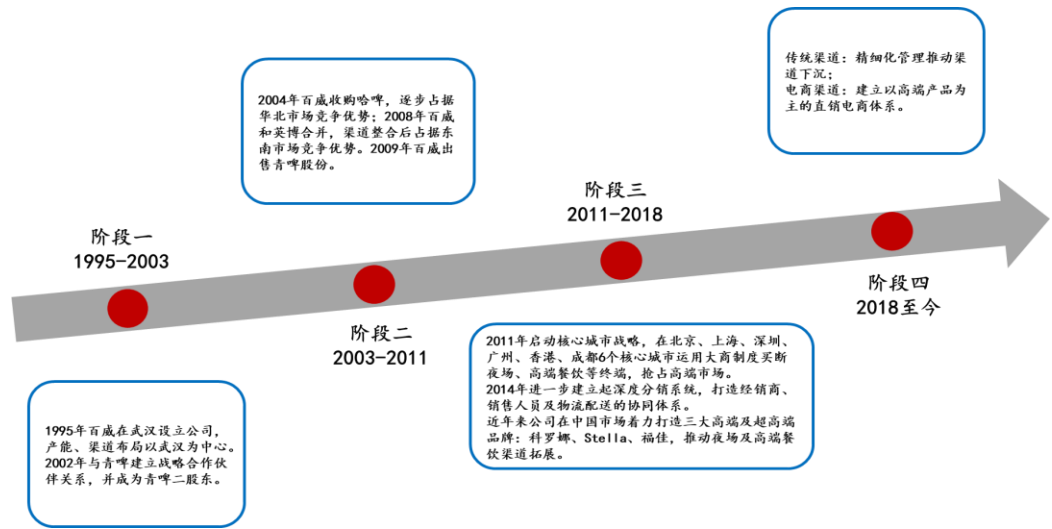 阶段一
1995-2003
1995年百威在武汉设立公司，
产能、渠道布局以武汉为中心。
2002年与青啤建立战略合作伙
伴关系，并成为青啤二股东。
2004年百威收购哈啤，逐步占据
华北市场竞争优势；2008年百威
和英博合并，渠道整合后占据东
南市场竞争优势。2009年百威出
售青啤股份。
阶段二
2003-2011
阶段三
2011-2018
2011年启动核心城市战略，在北京、上海、深圳、
广州、香港、成都6个核心城市运用大商制度买断
夜场、高端餐饮等终端，抢占高端市场。
2014年进一步建立起深度分销系统，打造经销商、
销售人员及物流配送的协同体系。
近年来公司在中国市场着力打造三大高端及超高端
品牌：科罗娜、Stella、福佳，推动夜场及高端餐
饮渠道拓展。
传统渠道：精细化管理推动渠
道下沉；
电商渠道：建立以高端产品为
主的直销电商体系。
阶段四
2018至今